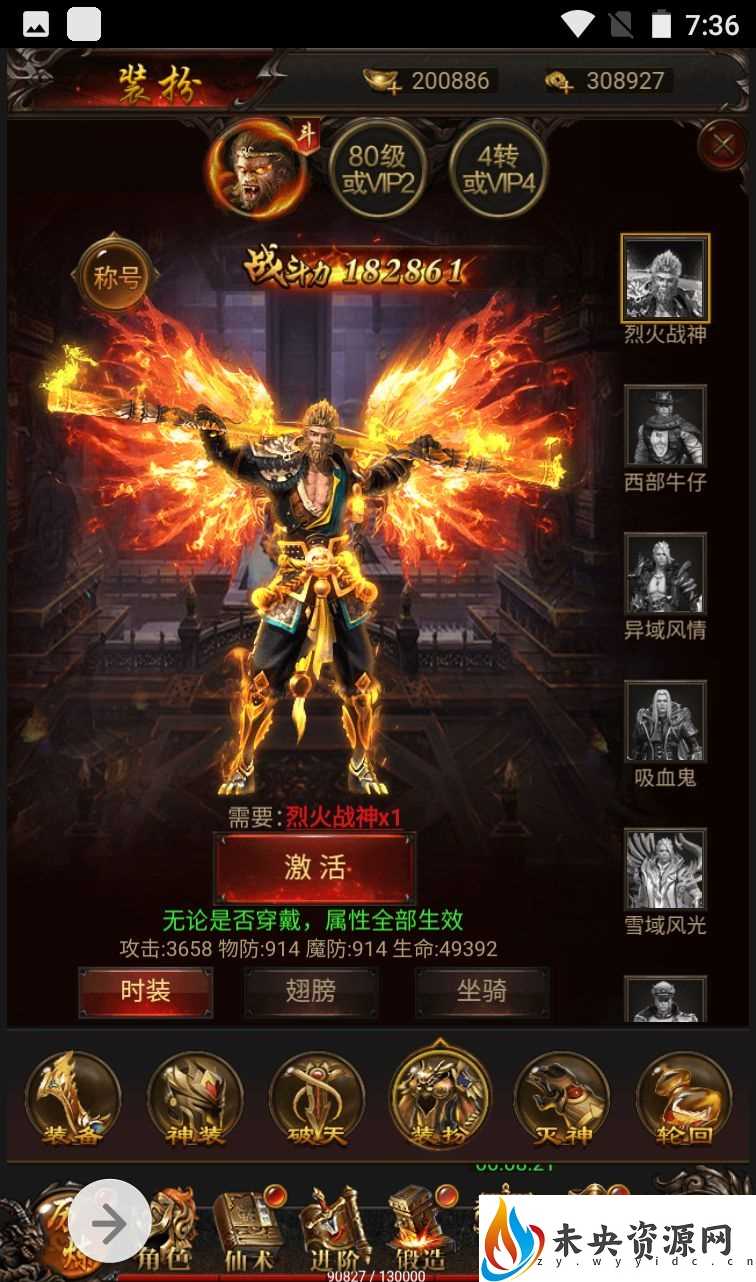 7:36
装扮
200886
308927
斗
80级
或VIP2
4转
或VIP4
称号
战斗力 182861
烈火战神
西部牛仔
异域风情
吸血鬼
雪域风光
需要:烈火战神x1
激活
无论是否穿戴，属性全部生效
攻击:3658 物防:914 魔防:914 生命:49392
时装
翅膀
坐骑
装备
神装
破天
装扮
灭神
轮回
角色
仙术
进阶
锻造
90827 / 130000
未央资源网
zy.wyyidc.cn